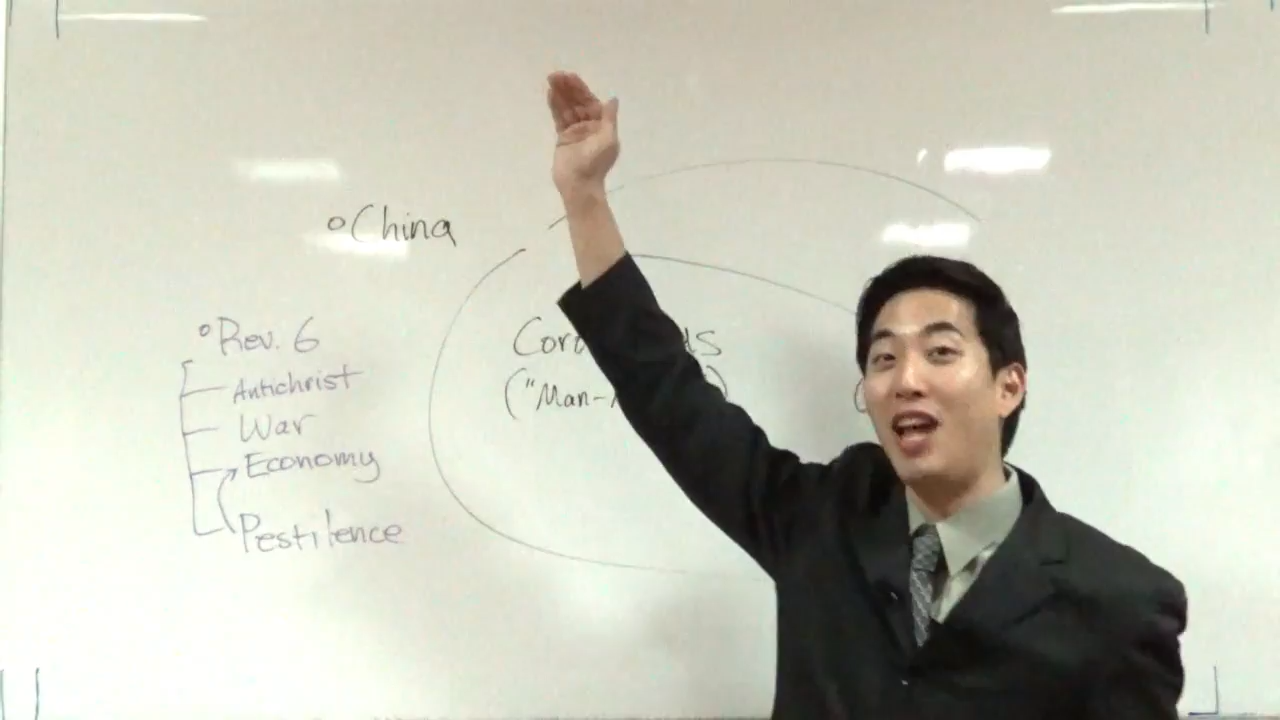 China
Rev. 6
Antichrist
War
Economy
Pestilence
("Man-